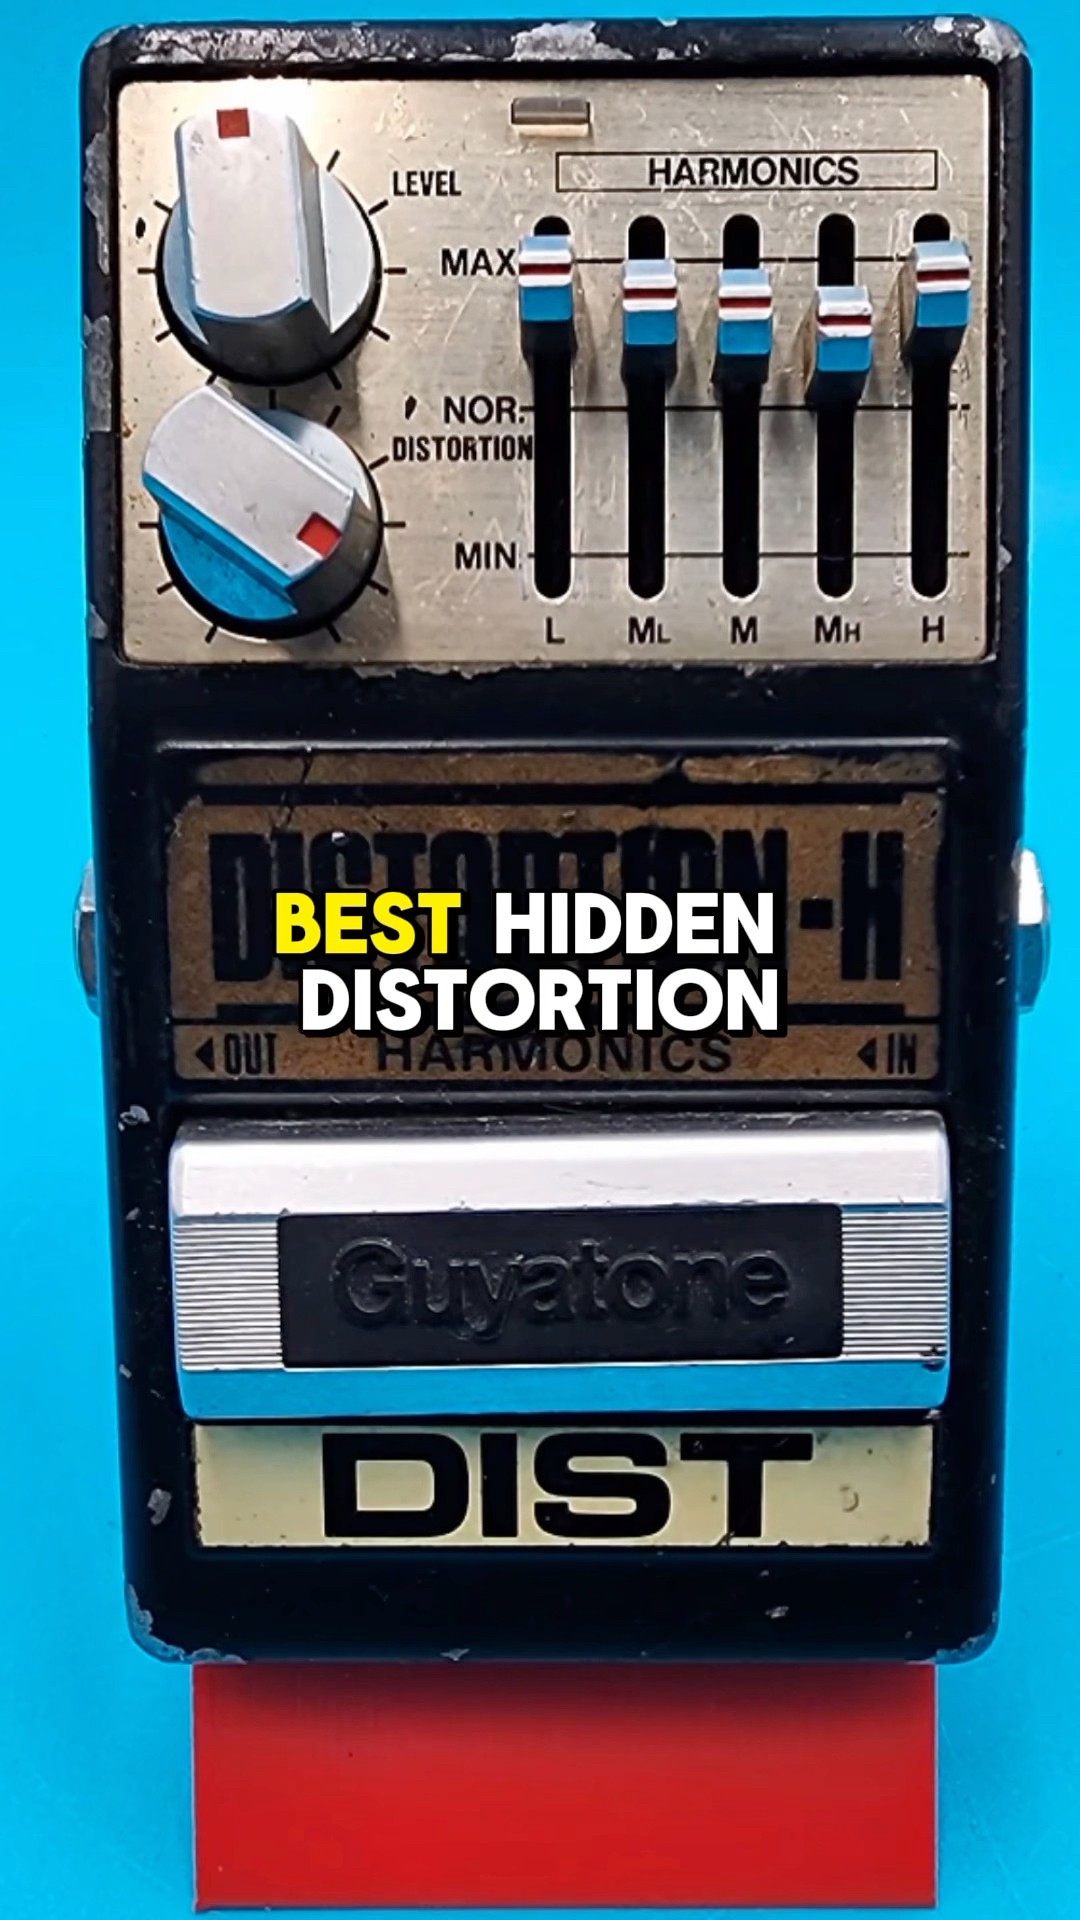 LEVEL
HARMONICS
MAX
NOR.
DISTORTION
MIN
L ML M MH H
DISTORTION-H
BEST HIDDEN
DISTORTION
◄OUT HARMONICS ◄IN
Guyatone
DIST